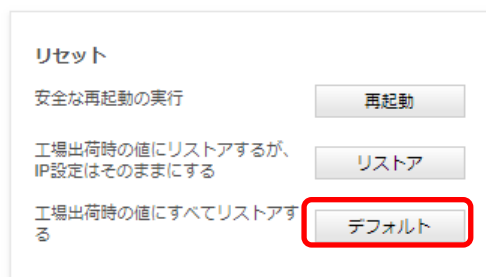 リセット
安全な再起動の実行
再起動
工場出荷時の値にリストアするが、
IP設定はそのままにする
リストア
工場出荷時の値にすべてリストアす
る
デフォルト